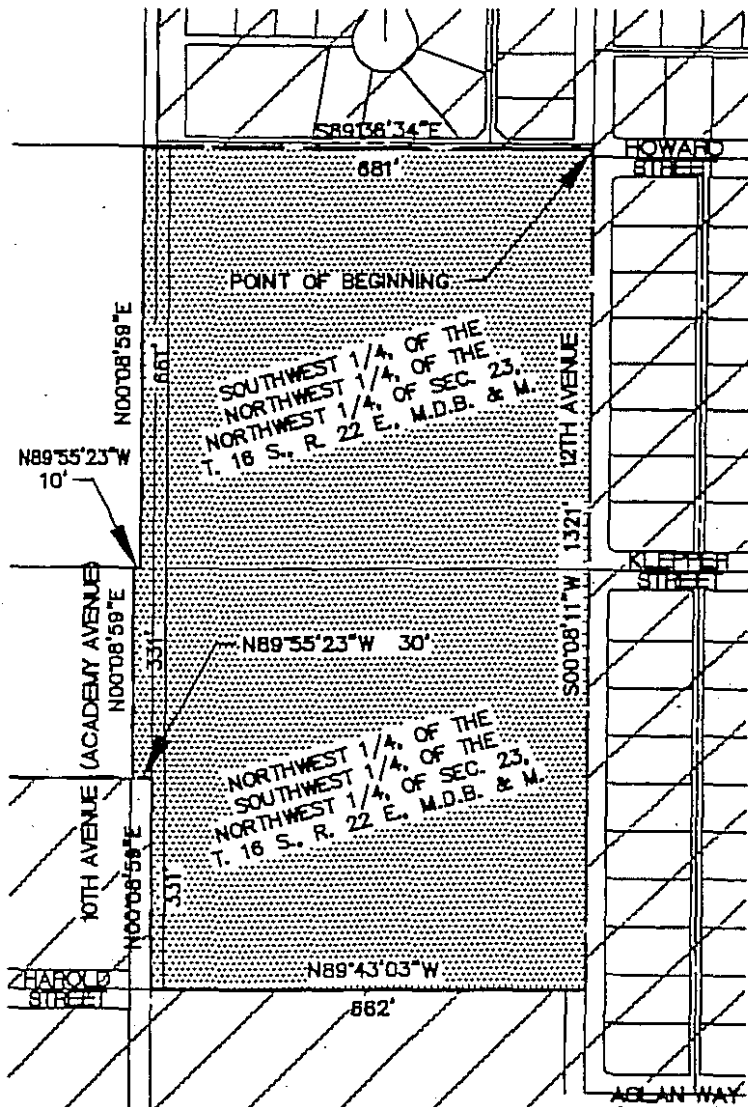 S89°38'34"E
HOWARD
STREET
681'
POINT OF BEGINNING
N00°08'59"E
661'
SOUTHWEST 1/4, OF THE
NORTHWEST 1/4, OF THE
NORTHWEST 1/4, OF SEC. 23,
T. 16 S., R. 22 E., M.D.B. & M.
12TH AVENUE
N89°55'23"W
10'
S00°08'11"W 1321'
KLEPPER
STREET
10TH AVENUE (ACADEMY AVENUE)
N00°08'59"E
331'
N89°55'23"W 30'
NORTHWEST 1/4, OF THE
SOUTHWEST 1/4, OF THE
NORTHWEST 1/4, OF SEC. 23,
T. 16 S., R. 22 E., M.D.B. & M.
N00°08'59"E
331'
HAROLD
STREET
N89°43'03"W
662'
ASLAN WAY